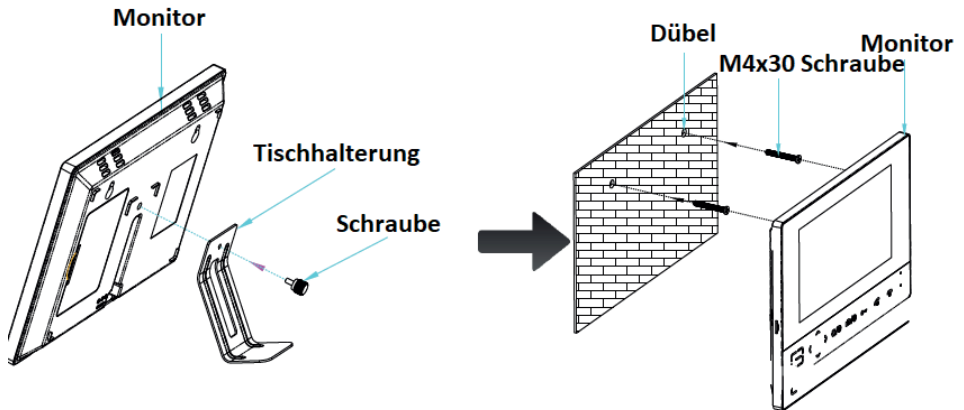 Monitor
Tischhalterung
Schraube
Dübel
M4x30 Schraube
Monitor